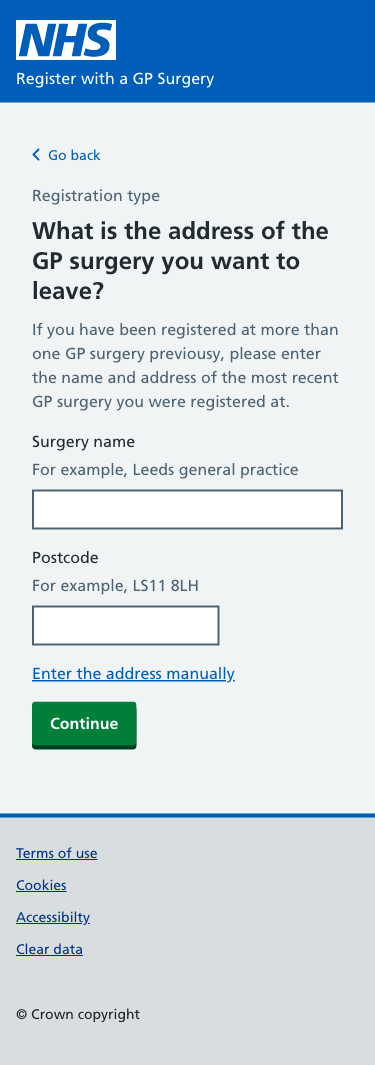 NHS
Register with a GP Surgery
Go back
Registration type
What is the address of the
GP surgery you want to
leave?
If you have been registered at more than
one GP surgery previousy, please enter
the name and address of the most recent
GP surgery you were registered at.
Surgery name
For example, Leeds general practice
Postcode
For example, LS11 8LH
Enter the address manually
Continue
Terms of use
Cookies
Accessibilty
Clear data
© Crown copyright